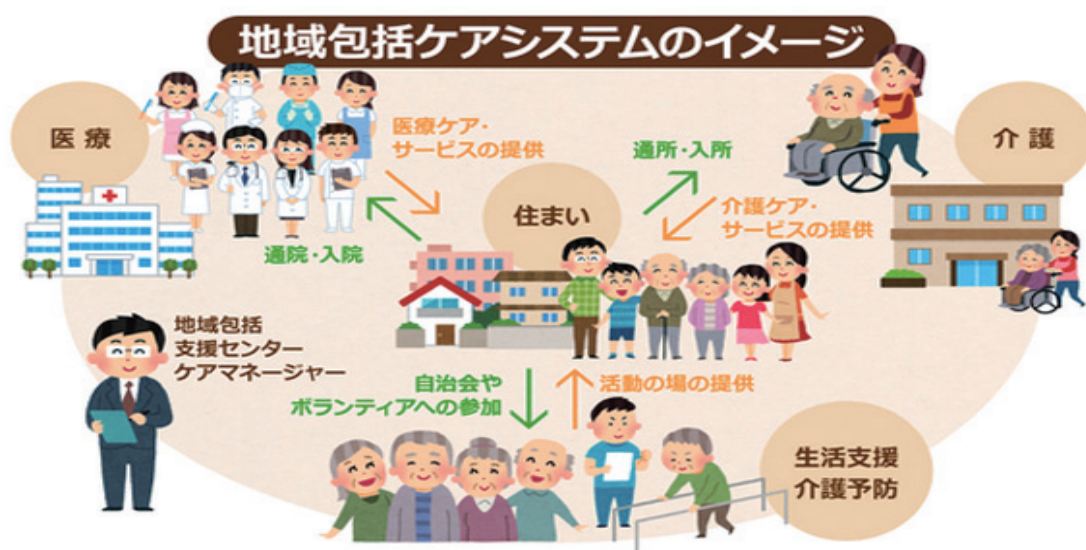 地域包括ケアシステムのイメージ
医療
医療ケア・
サービスの提供
通院・入院
住まい
通所・入所
介護ケア・
サービスの提供
介護
地域包括
支援センター
ケアマネージャー
自治会や
ボランティアへの参加
活動の場の提供
生活支援
介護予防